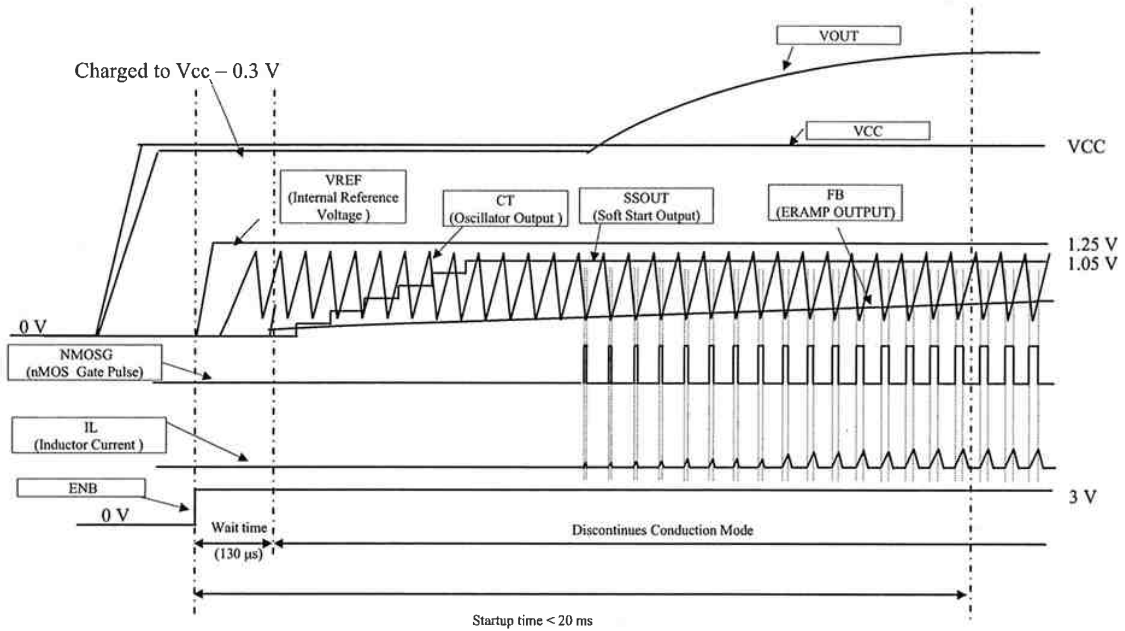 VOUT
Charged to Vcc – 0.3 V
VCC
VCC
VREF
(Internal Reference
Voltage )
CT
(Oscillator Output )
SSOUT
(Soft Start Output)
FB
(ERAMP OUTPUT)
1.25 V
1.05 V
0 V
NMOSG
(nMOS Gate Pulse)
IL
(Inductor Current )
ENB
0 V
3 V
Wait time
(130 µs)
Discontinues Conduction Mode
Startup time < 20 ms